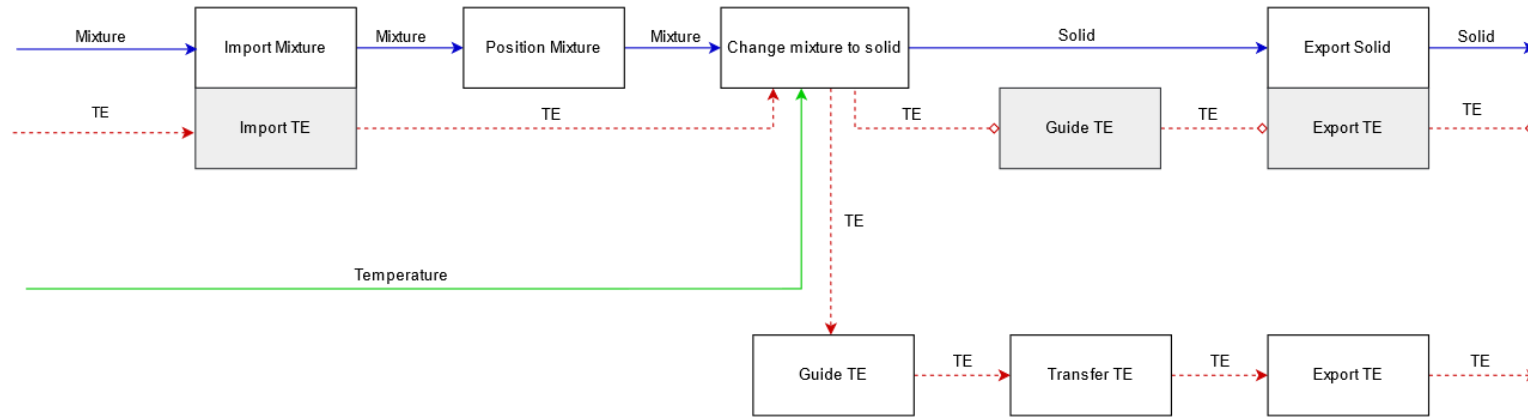 Mixture
Import Mixture
Mixture
Position Mixture
Mixture
Change mixture to solid
Solid
Export Solid
Solid
TE
Import TE
TE
TE
Guide TE
TE
Export TE
TE
TE
Temperature
Guide TE
TE
Transfer TE
TE
Export TE
TE